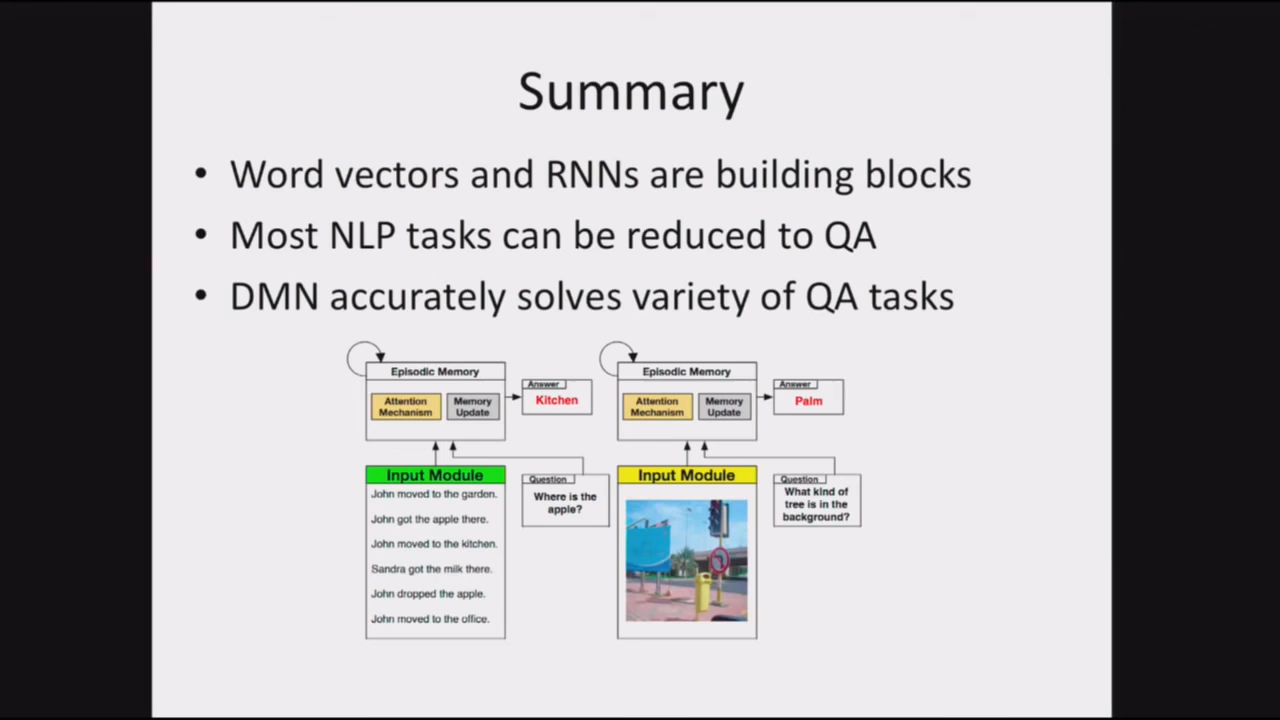 Summary
• Word vectors and RNNs are building blocks
• Most NLP tasks can be reduced to QA
• DMN accurately solves variety of QA tasks
Episodic Memory
Attention
Mechanism
Memory
Update
Answer
Kitchen
Input Module
John moved to the garden.
John got the apple there.
John moved to the kitchen.
Sandra got the milk there.
John dropped the apple.
John moved to the office.
Question
Where is the
apple?
Episodic Memory
Attention
Mechanism
Memory
Update
Answer
Palm
Input Module
Question
What kind of
tree is in the
background?